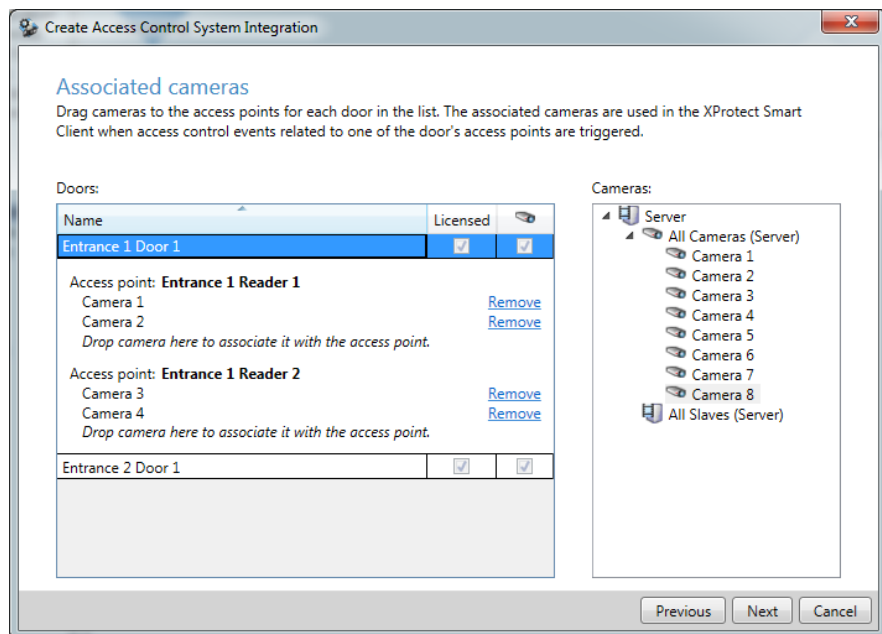 Create Access Control System Integration
Associated cameras
Drag cameras to the access points for each door in the list. The associated cameras are used in the XProtect Smart
Client when access control events related to one of the door's access points are triggered.
Doors:
Name Licensed
Entrance 1 Door 1
Access point: Entrance 1 Reader 1
Camera 1 Remove
Camera 2 Remove
Drop camera here to associate it with the access point.
Access point: Entrance 1 Reader 2
Camera 3 Remove
Camera 4 Remove
Drop camera here to associate it with the access point.
Entrance 2 Door 1
Cameras:
Server
All Cameras (Server)
Camera 1
Camera 2
Camera 3
Camera 4
Camera 5
Camera 6
Camera 7
Camera 8
All Slaves (Server)
Previous Next Cancel